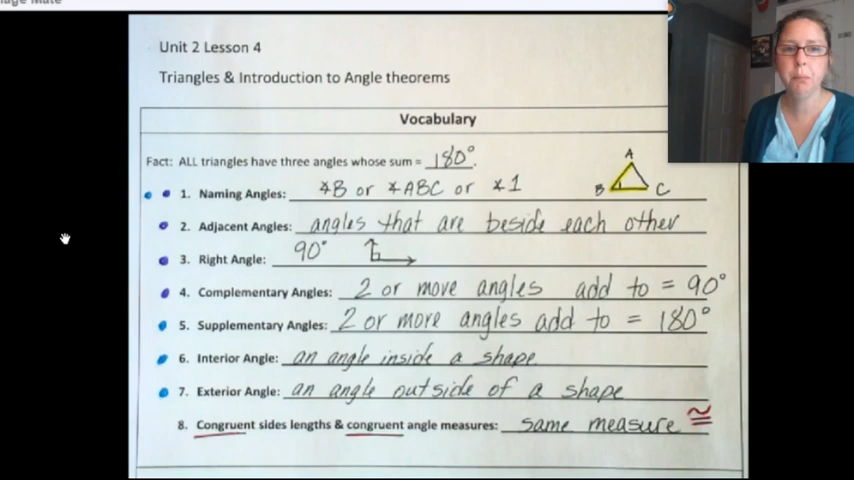 Unit 2 Lesson 4
Triangles & Introduction to Angle theorems
Vocabulary
Fact: ALL triangles have three angles whose sum = 180°.
A
B
C
1. Naming Angles: ∡B or ∡ABC or ∡1
2. Adjacent Angles: angles that are beside each other
3. Right Angle: 90°
4. Complementary Angles: 2 or move angles add to = 90°
5. Supplementary Angles: 2 or more angles add to = 180°
6. Interior Angle: an angle inside a shape
7. Exterior Angle: an angle outside of a shape
8. Congruent sides lengths & congruent angle measures: same measure ≅